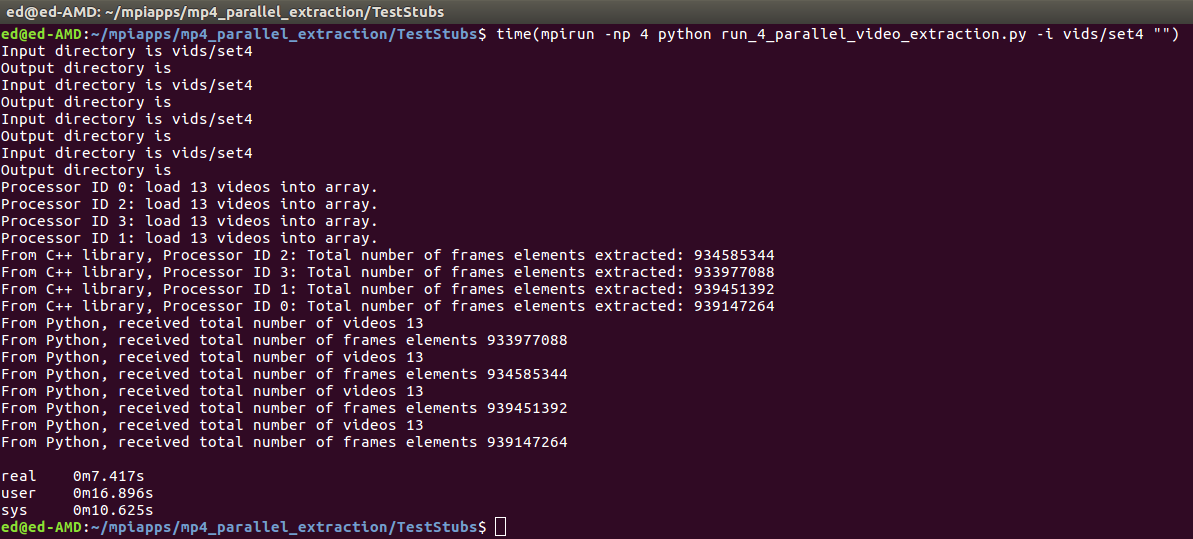 ed@ed-AMD: ~/mpiapps/mp4_parallel_extraction/TestStubs
ed@ed-AMD:~/mpiapps/mp4_parallel_extraction/TestStubs$ time(mpirun -np 4 python run_4_parallel_video_extraction.py -i vids/set4 "")
Input directory is vids/set4
Output directory is
Input directory is vids/set4
Output directory is
Input directory is vids/set4
Output directory is
Input directory is vids/set4
Output directory is
Processor ID 0: load 13 videos into array.
Processor ID 2: load 13 videos into array.
Processor ID 3: load 13 videos into array.
Processor ID 1: load 13 videos into array.
From C++ library, Processor ID 2: Total number of frames elements extracted: 934585344
From C++ library, Processor ID 3: Total number of frames elements extracted: 933977088
From C++ library, Processor ID 1: Total number of frames elements extracted: 939451392
From C++ library, Processor ID 0: Total number of frames elements extracted: 939147264
From Python, received total number of videos 13
From Python, received total number of frames elements 933977088
From Python, received total number of videos 13
From Python, received total number of frames elements 934585344
From Python, received total number of videos 13
From Python, received total number of frames elements 939451392
From Python, received total number of videos 13
From Python, received total number of frames elements 939147264
real 0m7.417s
user 0m16.896s
sys 0m10.625s
ed@ed-AMD:~/mpiapps/mp4_parallel_extraction/TestStubs$